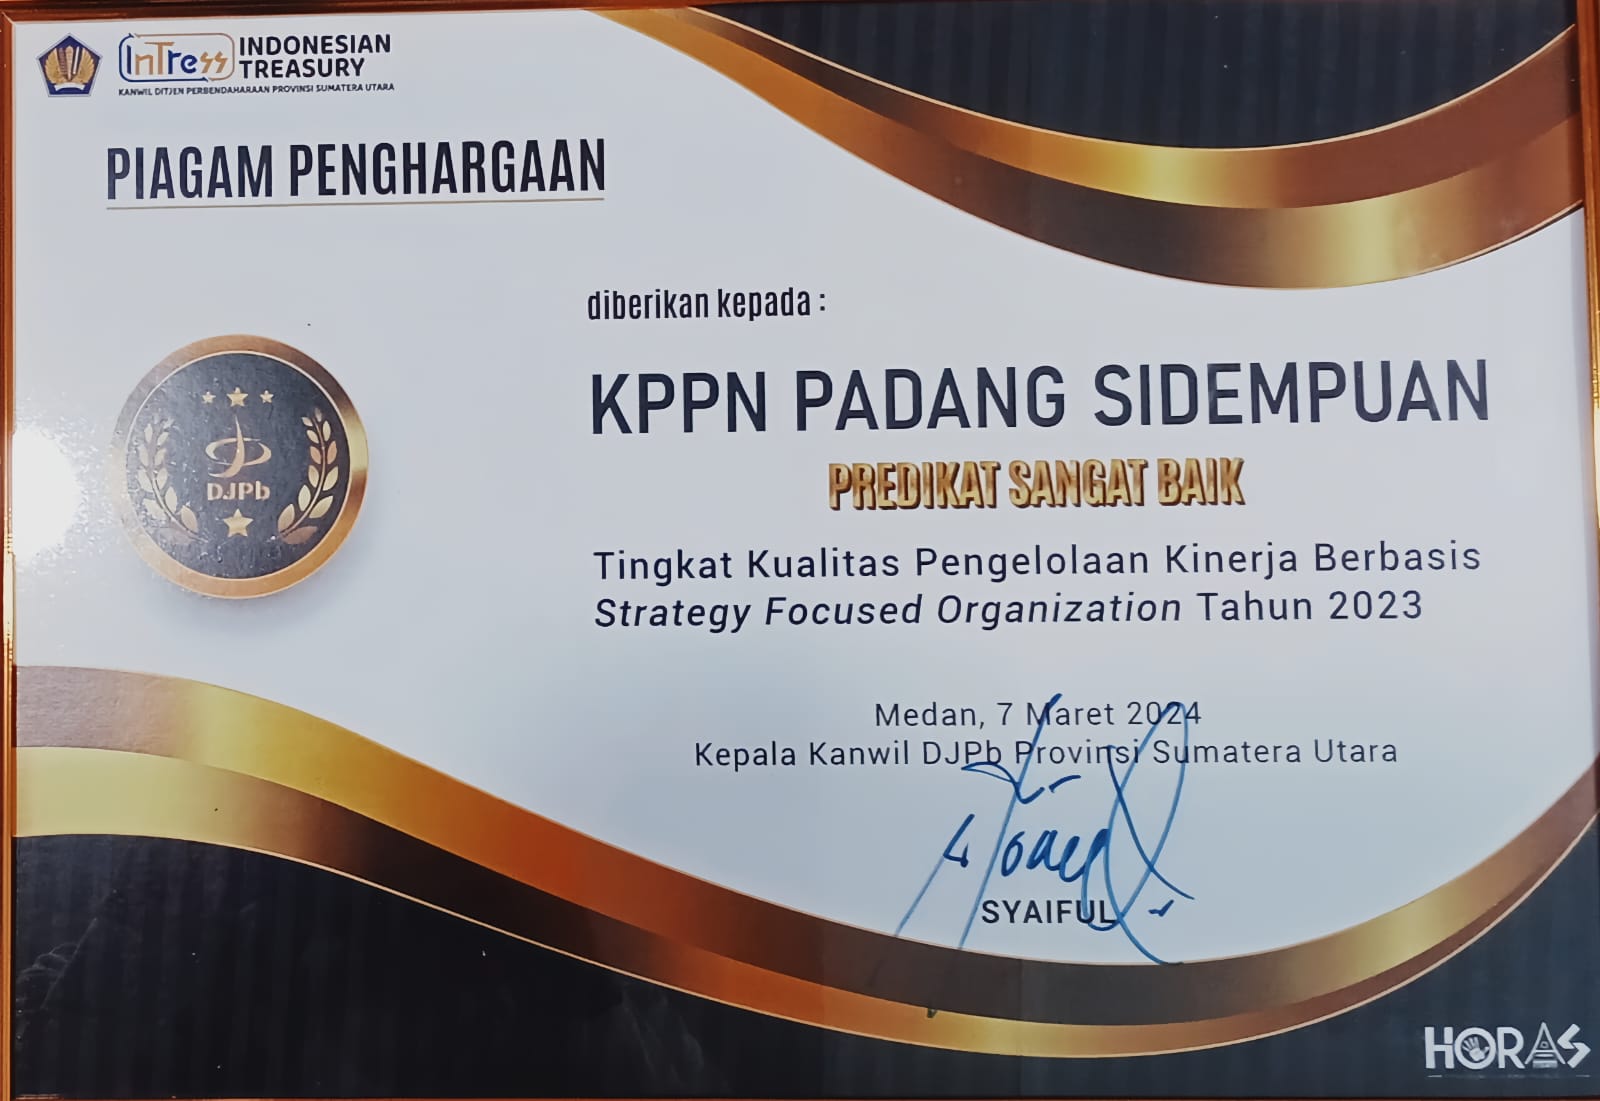 InTress INDONESIAN
TREASURY
KANWIL DITJEN PERBENDAHARAAN PROVINSI SUMATERA UTARA
PIAGAM PENGHARGAAN
diberikan kepada :
KPPN PADANG SIDEMPUAN
PREDIKAT SANGAT BAIK
DJPb
Tingkat Kualitas Pengelolaan Kinerja Berbasis
Strategy Focused Organization Tahun 2023
Medan, 7 Maret 2024
Kepala Kanwil DJPb Provinsi Sumatera Utara
SYAIFUL
HORAS